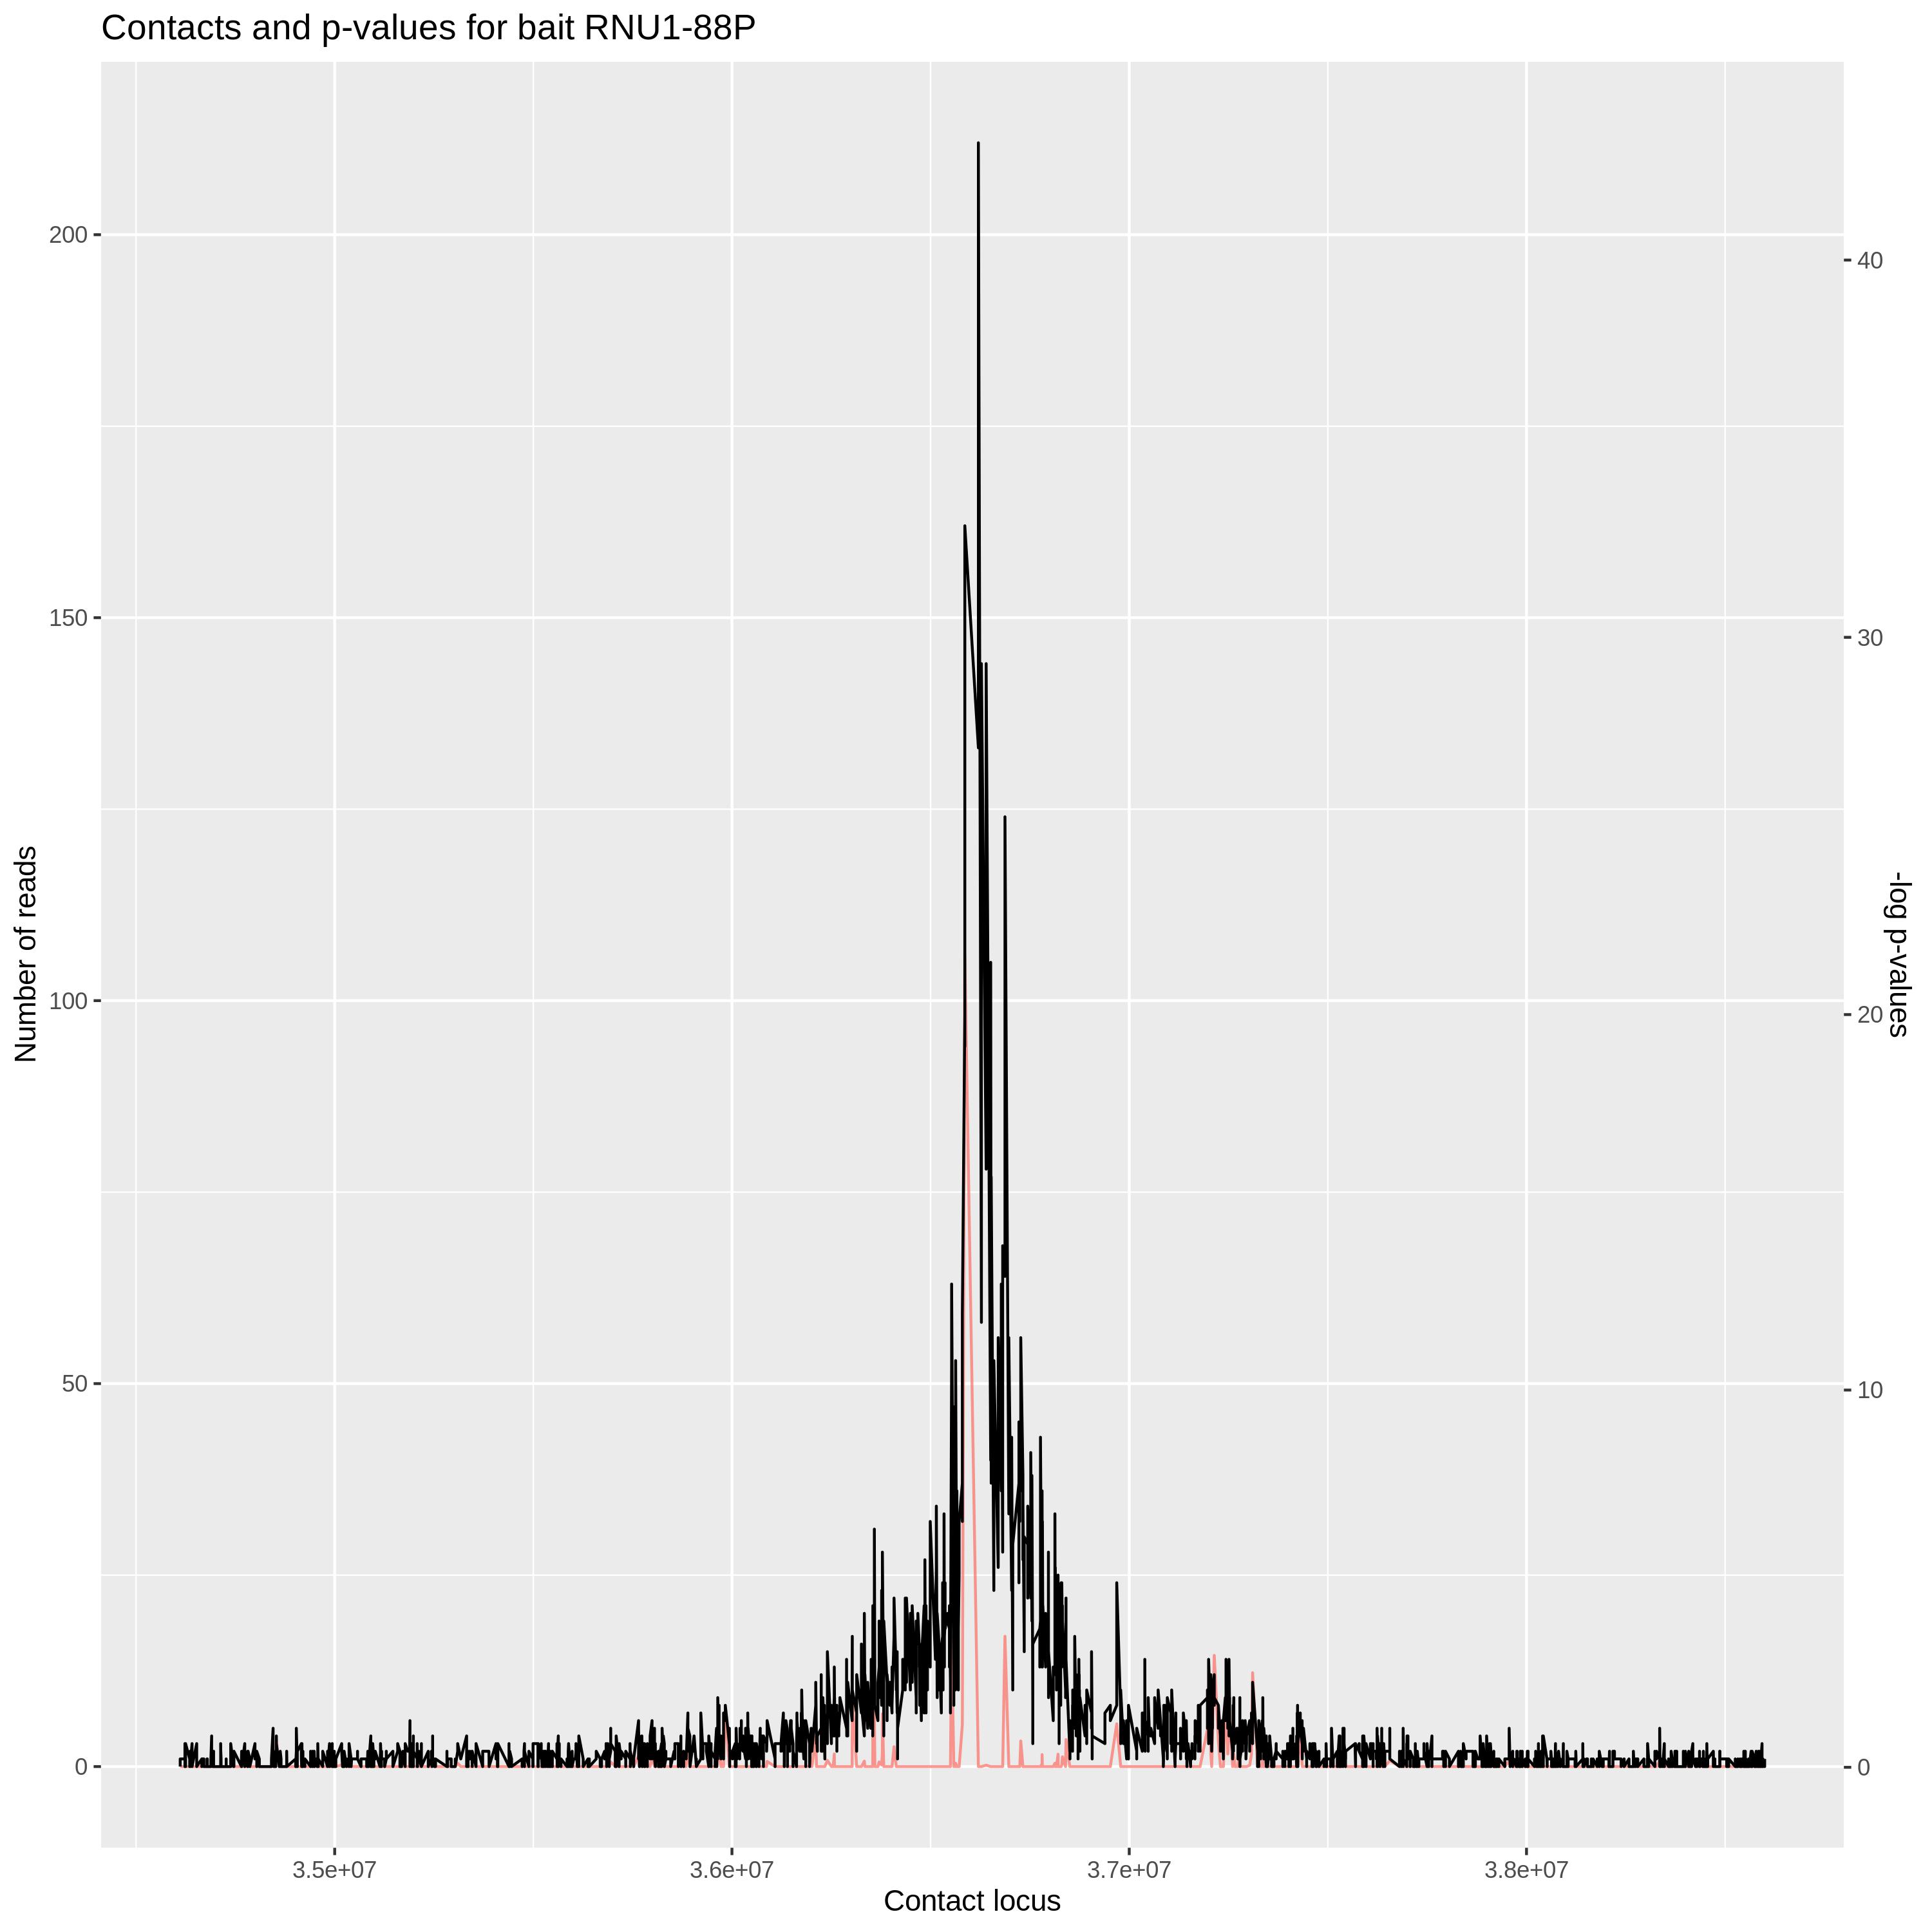 Contacts and p-values for bait RNU1-88P
200
150
100
50
0
40
30
20
10
0
Number of reads
-log p-values
3.5e+07
3.6e+07
3.7e+07
3.8e+07
Contact locus